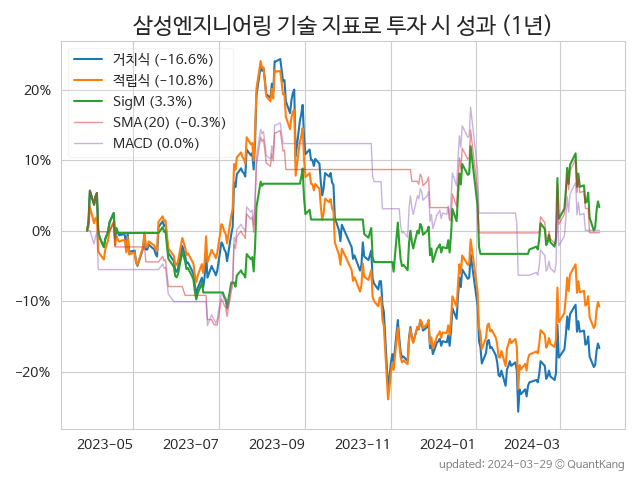 삼성엔지니어링 기술 지표로 투자 시 성과 (1년)
거치식 (−16.6%)
적립식 (−10.8%)
SigM (3.3%)
SMA(20) (−0.3%)
MACD (0.0%)
20%
10%
0%
−10%
−20%
2023−05 2023−07 2023−09 2023−11 2024−01 2024−03
updated: 2024−03−29 © QuantKang